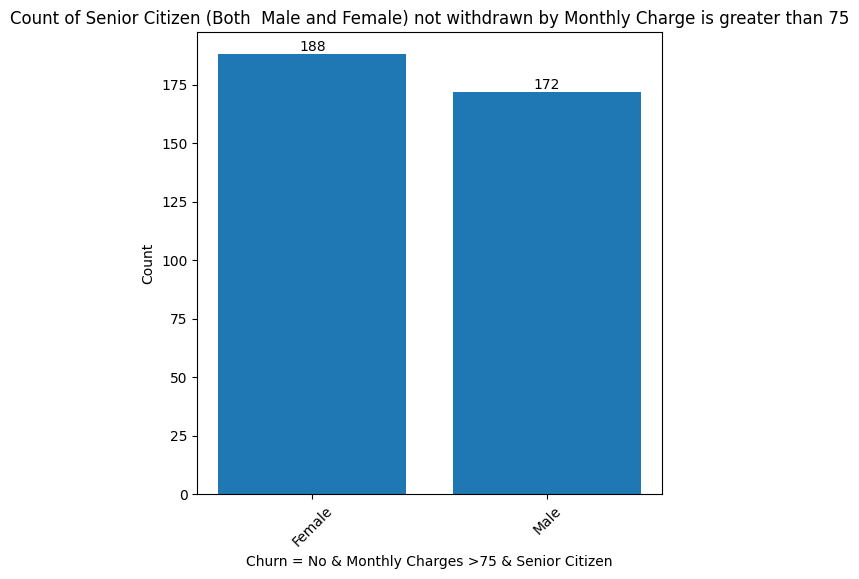 Count of Senior Citizen (Both  Male and Female) not withdrawn by Monthly Charge is greater than 75
188
172
175
150
125
100
75
50
25
0
Count
Female
Male
Churn = No & Monthly Charges >75 & Senior Citizen